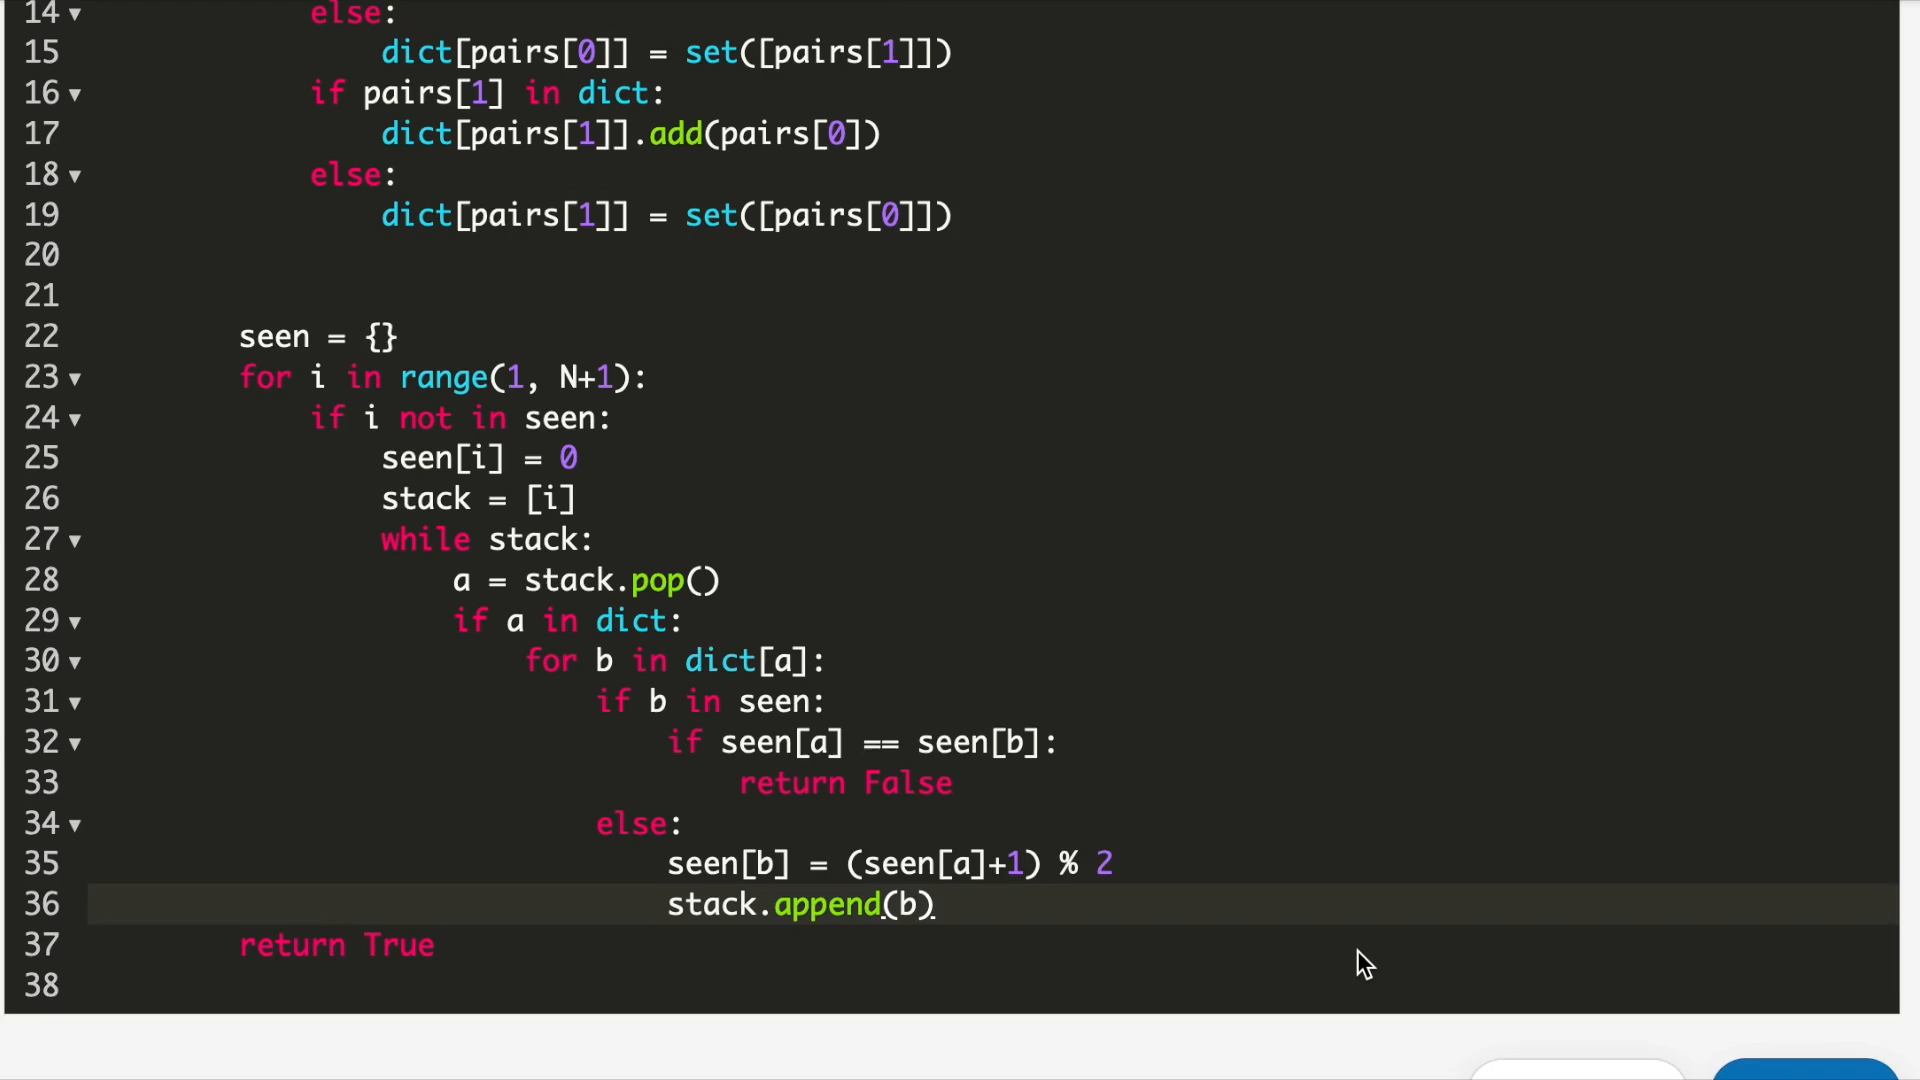 14 else:
15 dict[pairs[0]] = set([pairs[1]])
16 if pairs[1] in dict:
17 dict[pairs[1]].add(pairs[0])
18 else:
19 dict[pairs[1]] = set([pairs[0]])
20
21
22 seen = {}
23 for i in range(1, N+1):
24 if i not in seen:
25 seen[i] = 0
26 stack = [i]
27 while stack:
28 a = stack.pop()
29 if a in dict:
30 for b in dict[a]:
31 if b in seen:
32 if seen[a] == seen[b]:
33 return False
34 else:
35 seen[b] = (seen[a]+1) % 2
36 stack.append(b)
37 return True
38